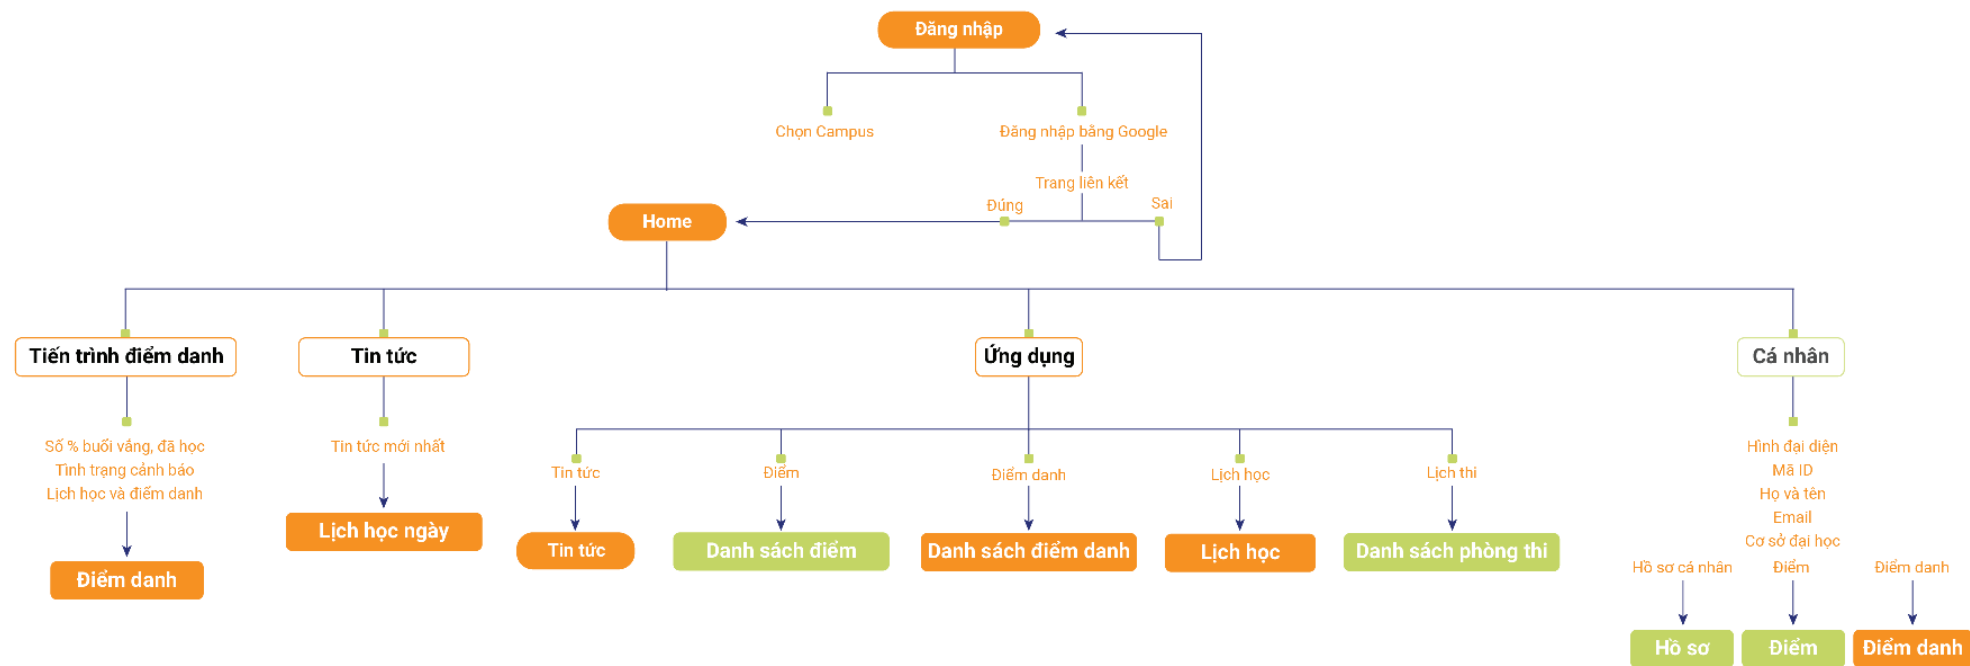 Đăng nhập
Chọn Campus
Đăng nhập bằng Google
Trang liên kết
Đúng
Sai
Home
Tiến trình điểm danh
Tin tức
Ứng dụng
Cá nhân
Số % buổi vắng, đã học
Tình trạng cảnh báo
Lịch học và điểm danh
Điểm danh
Tin tức mới nhất
Lịch học ngày
Tin tức
Điểm
Điểm danh
Lịch học
Lịch thi
Tin tức
Danh sách điểm
Danh sách điểm danh
Lịch học
Danh sách phòng thi
Hình đại diện
Mã ID
Họ và tên
Email
Cơ sở đại học
Hồ sơ cá nhân
Điểm
Điểm danh
Hồ sơ
Điểm
Điểm danh